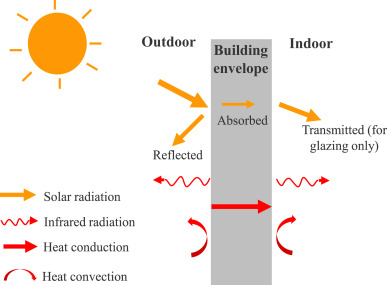 Outdoor
Building
envelope
Indoor
Absorbed
Transmitted (for
glazing only)
Reflected
Solar radiation
Infrared radiation
Heat conduction
Heat convection